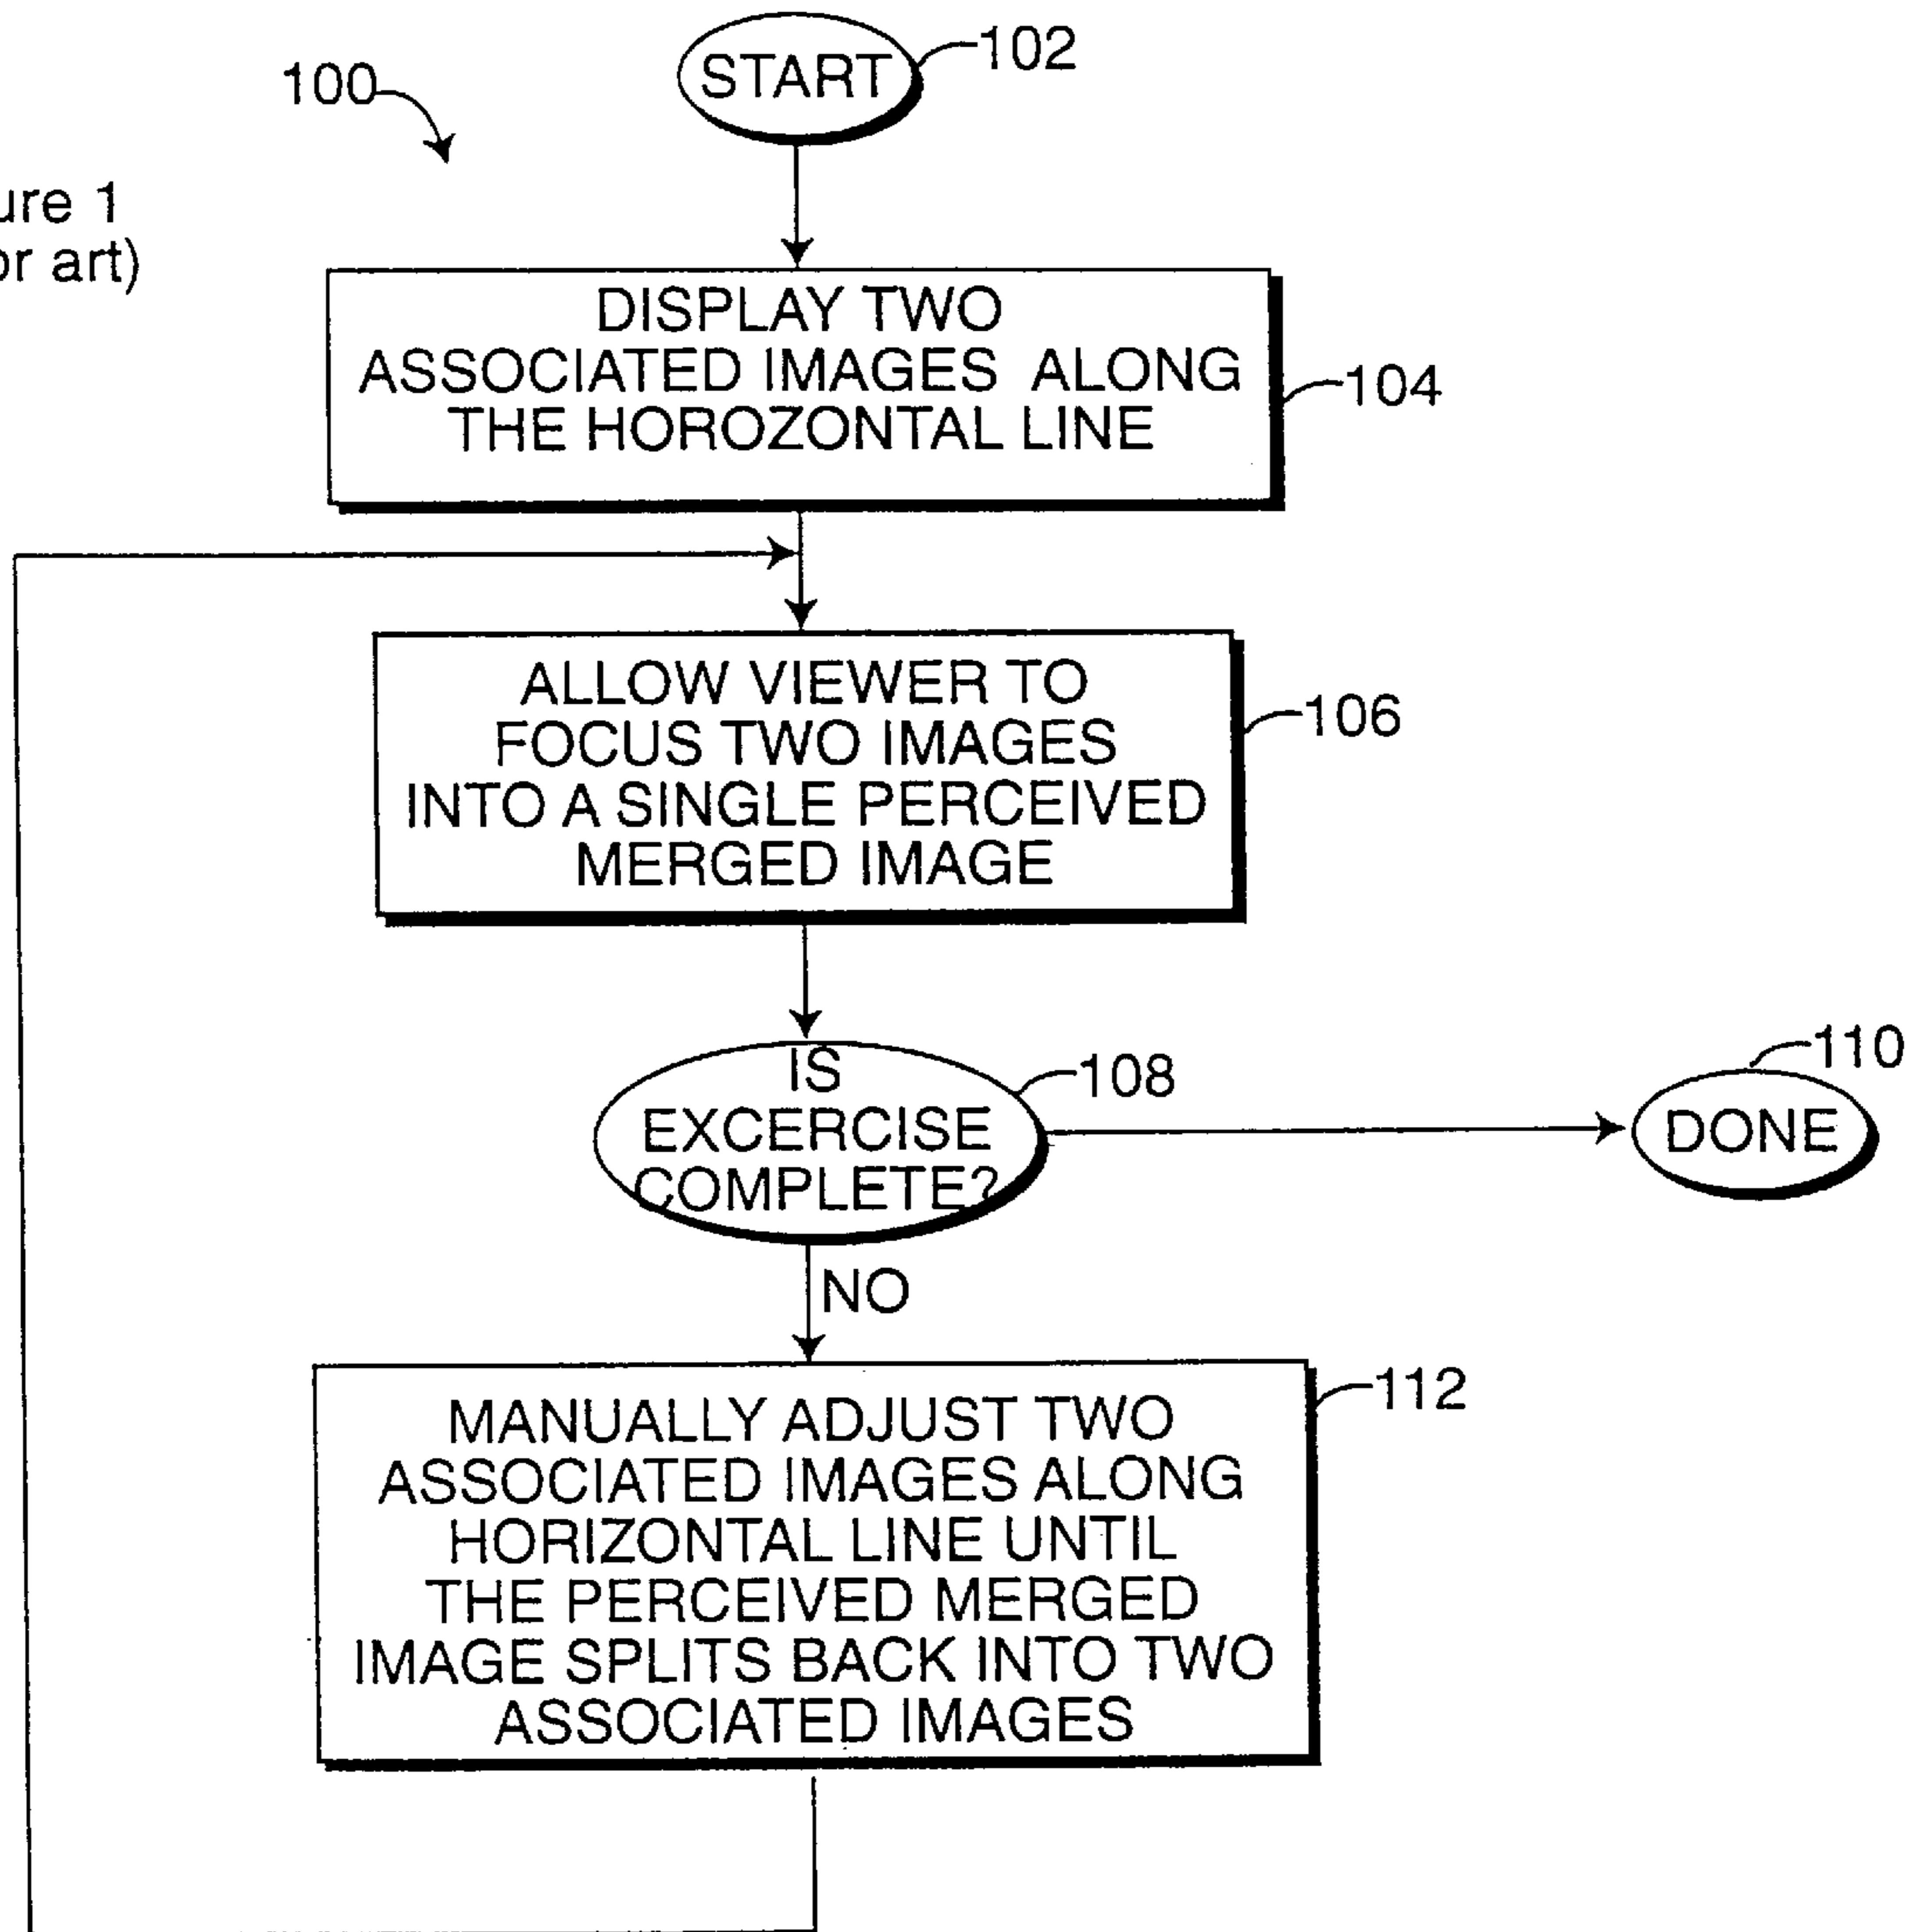 START
102
100
ure 1
or art)
DISPLAY TWO
ASSOCIATED IMAGES ALONG
THE HOROZONTAL LINE
104
ALLOW VIEWER TO
FOCUS TWO IMAGES
INTO A SINGLE PERCEIVED
MERGED IMAGE
106
IS
EXCERCISE
COMPLETE?
108
110
DONE
NO
MANUALLY ADJUST TWO
ASSOCIATED IMAGES ALONG
HORIZONTAL LINE UNTIL
THE PERCEIVED MERGED
IMAGE SPLITS BACK INTO TWO
ASSOCIATED IMAGES
112